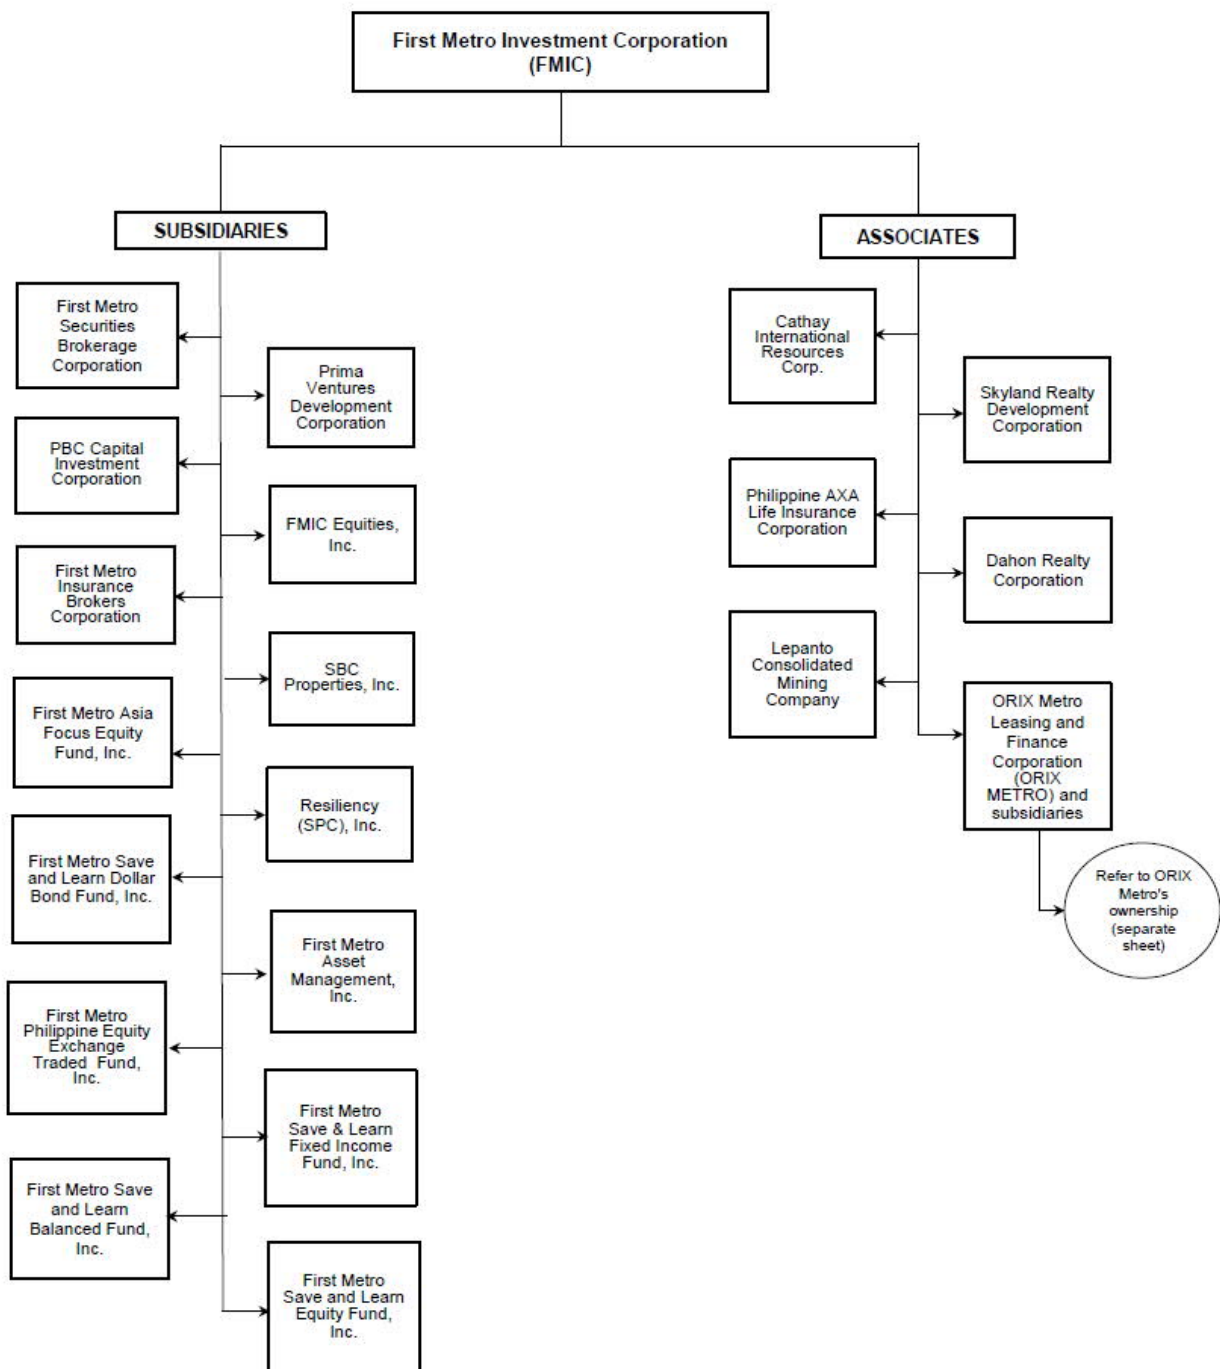 First Metro Investment Corporation
(FMIC)
SUBSIDIARIES
First Metro
Securities
Brokerage
Corporation
Prima
Ventures
Development
Corporation
PBC Capital
Investment
Corporation
FMIC Equities,
Inc.
First Metro
Insurance
Brokers
Corporation
SBC
Properties, Inc.
First Metro Asia
Focus Equity
Fund, Inc.
Resiliency
(SPC), Inc.
First Metro Save
and Learn Dollar
Bond Fund, Inc.
First Metro
Asset
Management,
Inc.
First Metro
Philippine Equity
Exchange
Traded Fund,
Inc.
First Metro
Save & Learn
Fixed Income
Fund, Inc.
First Metro Save
and Learn
Balanced Fund,
Inc.
First Metro
Save and Learn
Equity Fund,
Inc.
ASSOCIATES
Cathay
International
Resources
Corp.
Skyland Realty
Development
Corporation
Philippine AXA
Life Insurance
Corporation
Dahon Realty
Corporation
Lepanto
Consolidated
Mining
Company
ORIX Metro
Leasing and
Finance
Corporation
(ORIX
METRO) and
subsidiaries
Refer to ORIX
Metro's
ownership
(separate
sheet)